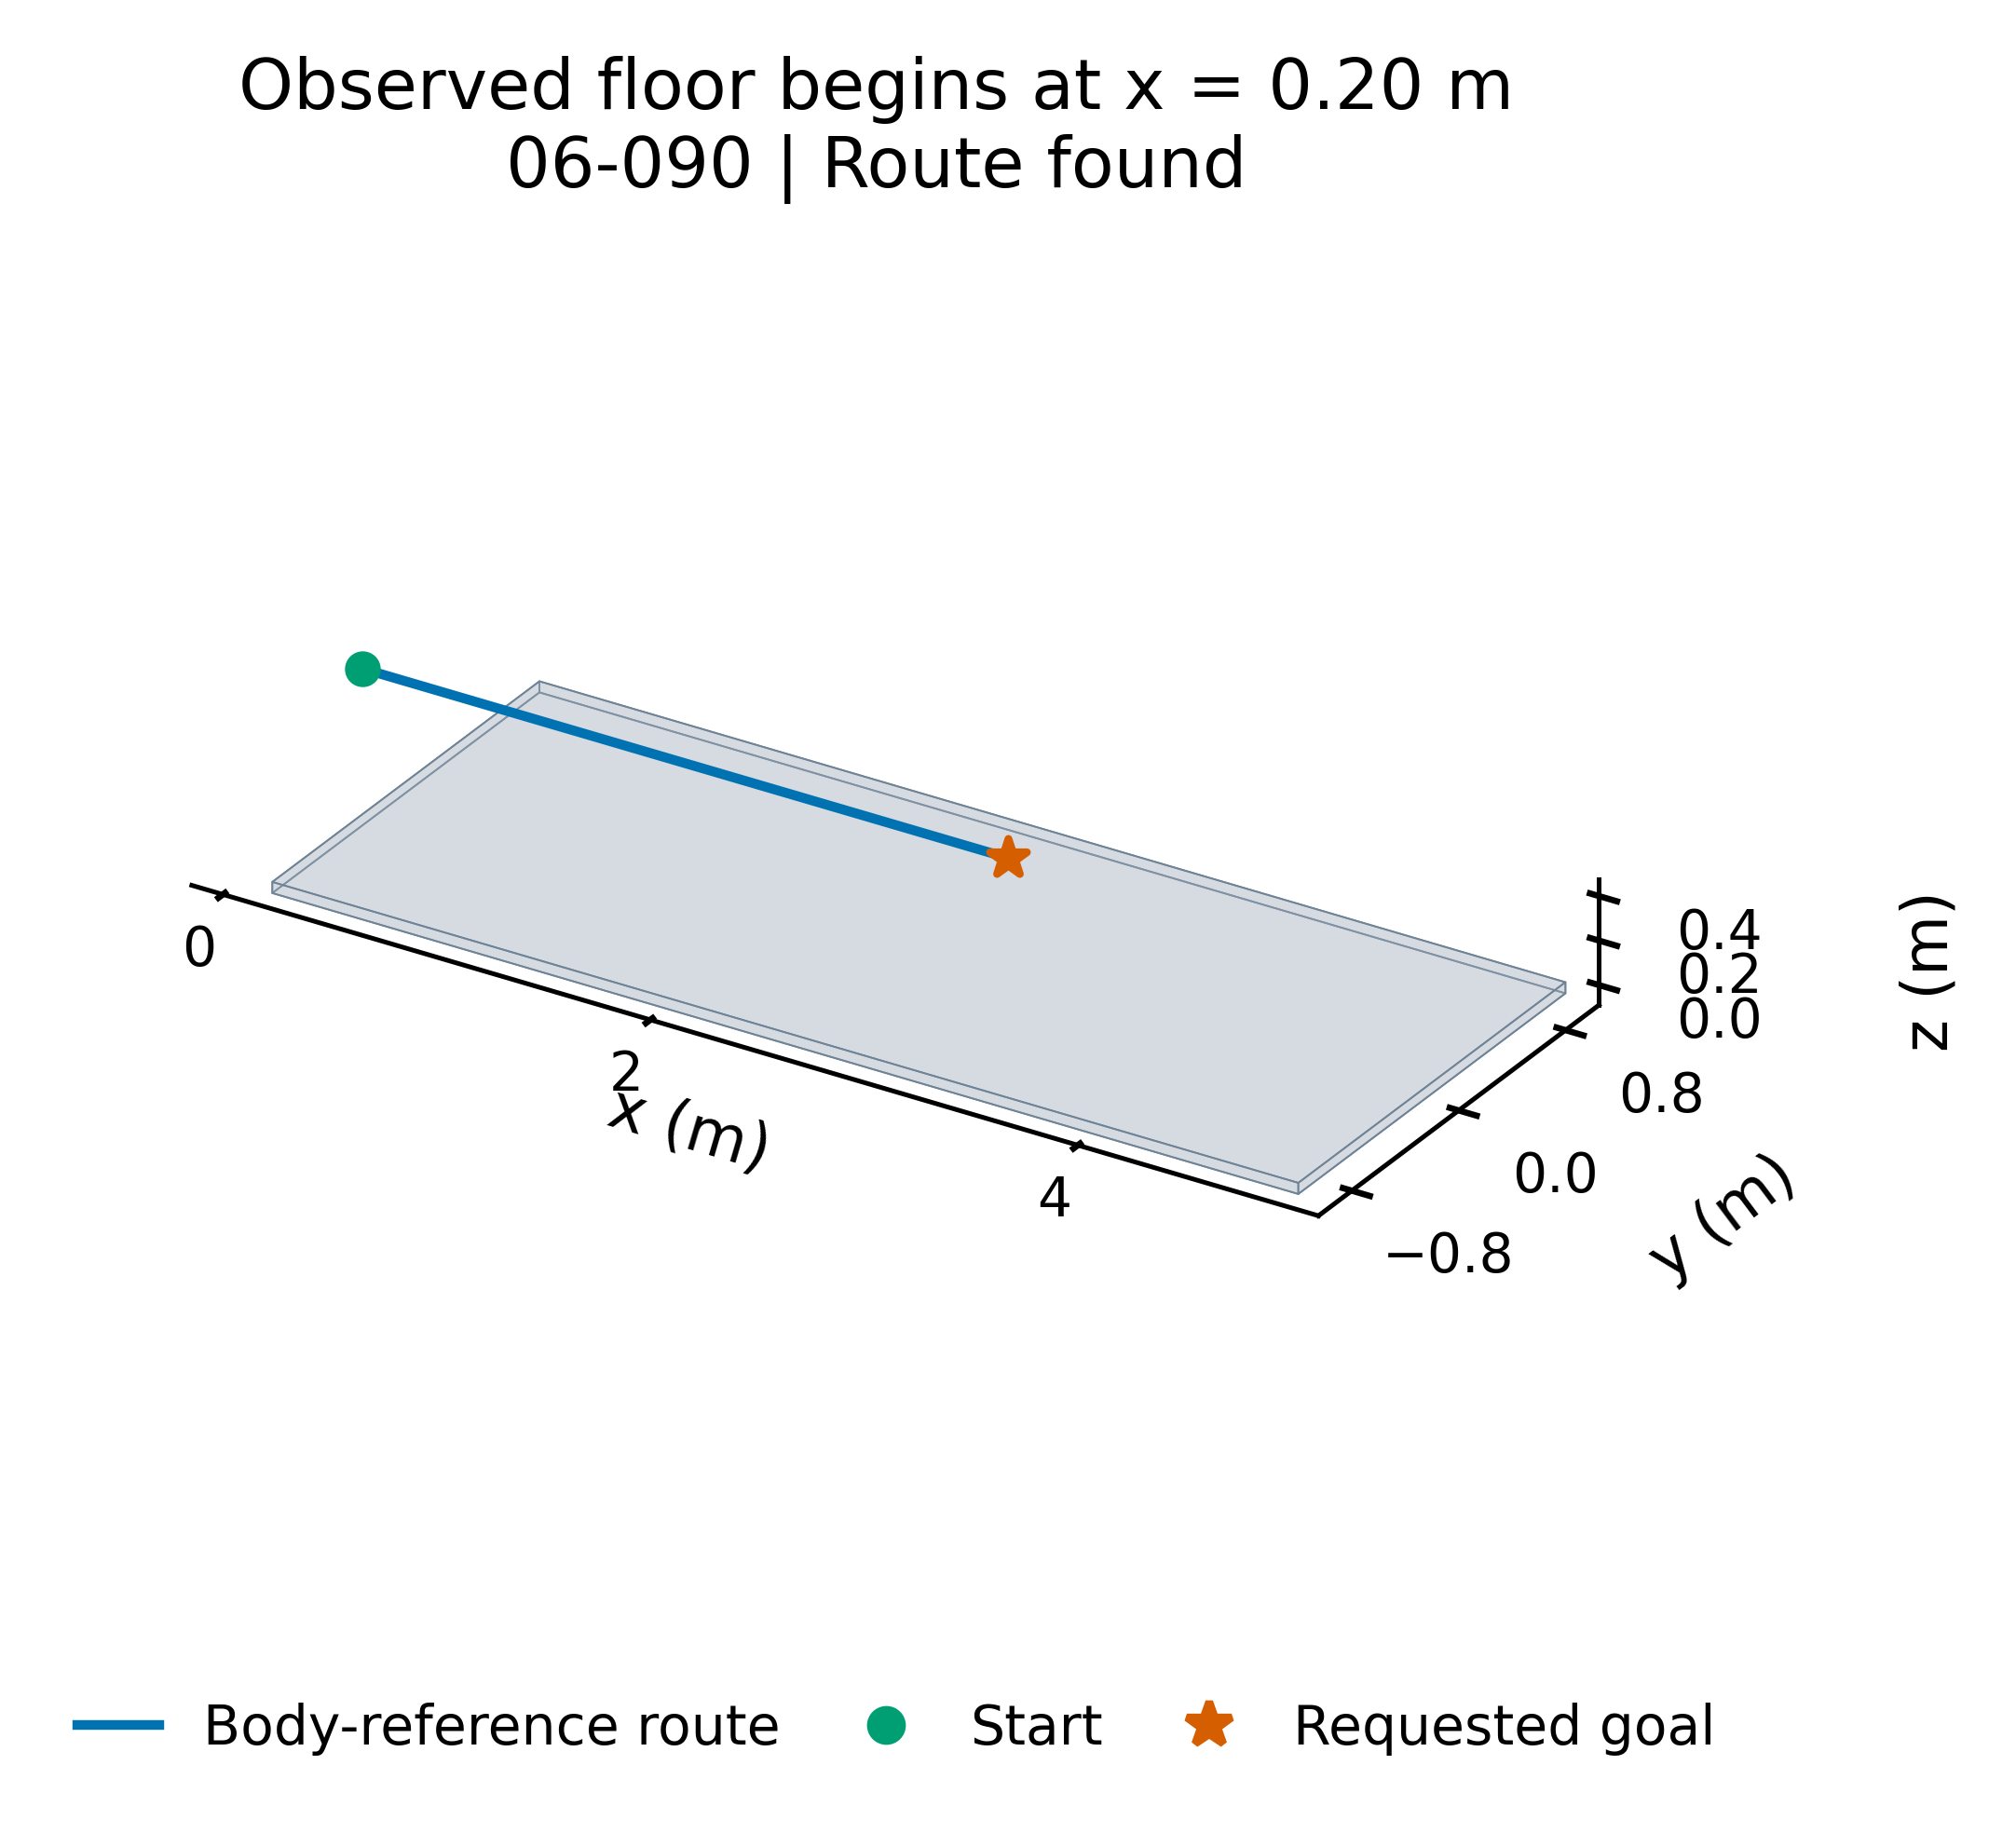 Observed floor begins at x = 0.20 m
06-090 | Route found
0
2
4
x (m)
−0.8
0.0
0.8
y (m)
0.0
0.2
0.4
z (m)
Body-reference route
Start
Requested goal